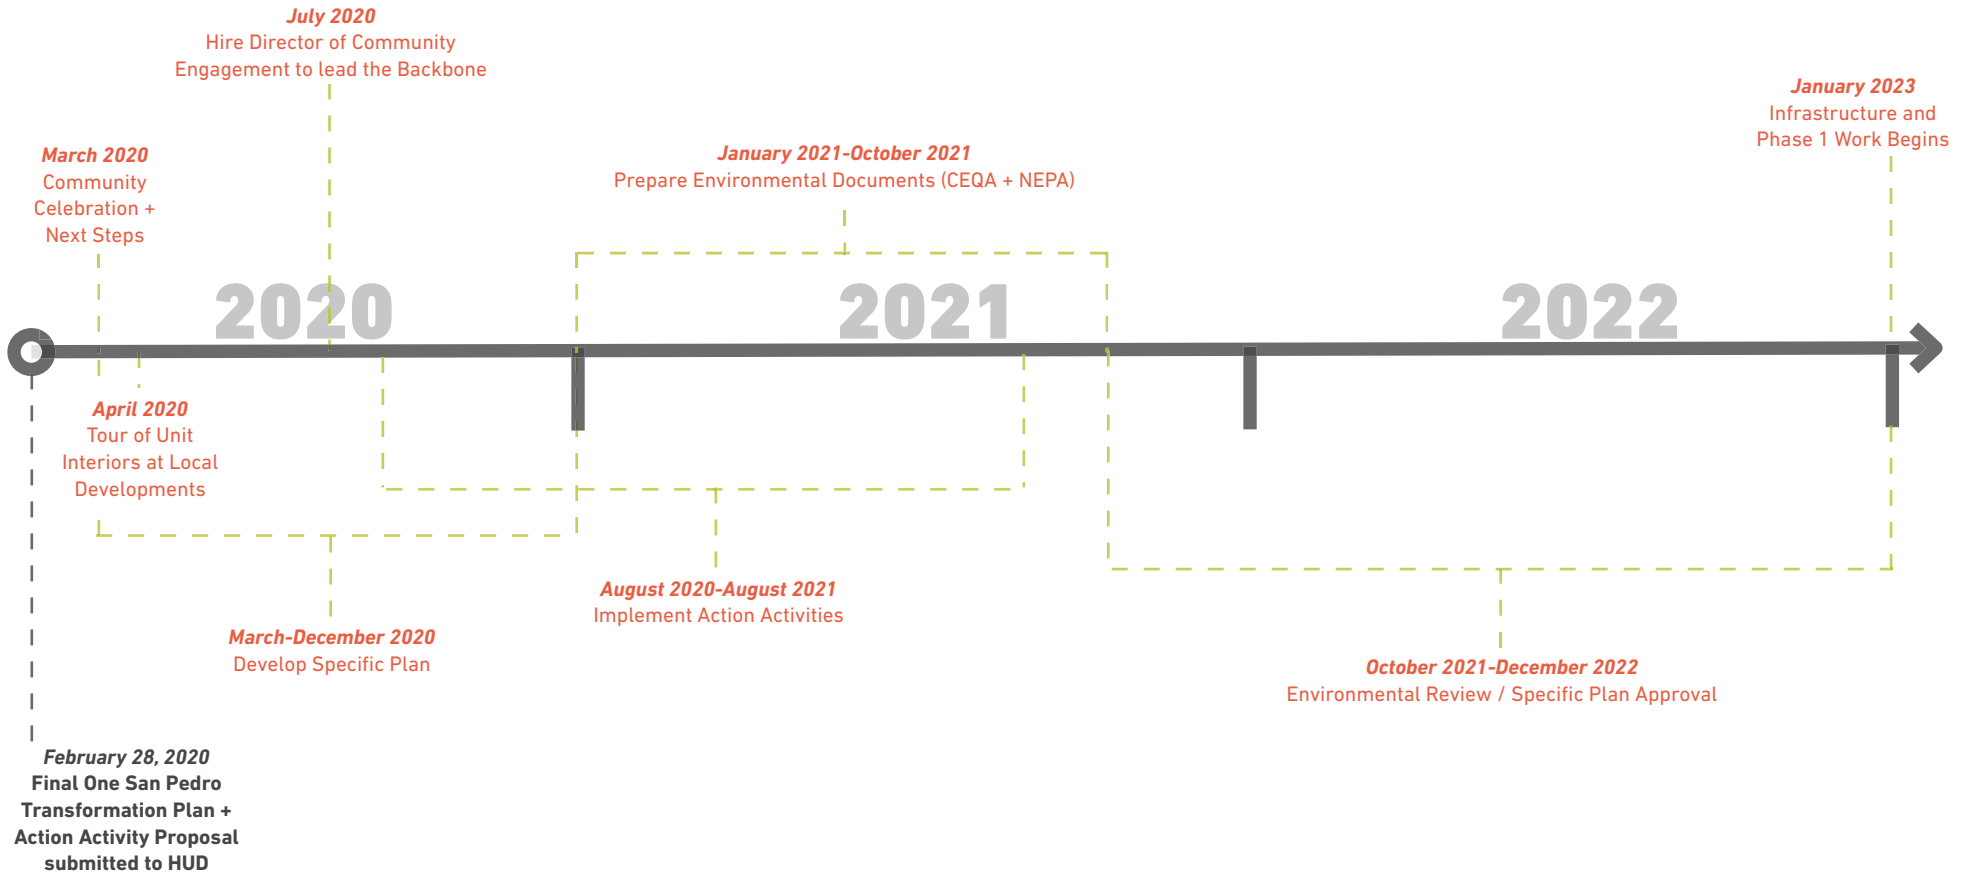 July 2020
Hire Director of Community
Engagement to lead the Backbone
January 2023
Infrastructure and
Phase 1 Work Begins
March 2020
Community
Celebration +
Next Steps
January 2021-October 2021
Prepare Environmental Documents (CEQA + NEPA)
2020
2021
2022
April 2020
Tour of Unit
Interiors at Local
Developments
August 2020-August 2021
Implement Action Activities
March-December 2020
Develop Specific Plan
October 2021-December 2022
Environmental Review / Specific Plan Approval
February 28, 2020
Final One San Pedro
Transformation Plan +
Action Activity Proposal
submitted to HUD